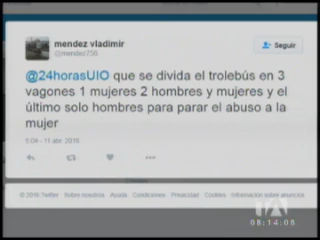 mendez vladimir
@mendez756
Seguir
@24horasUIO que se divida el trolebús en 3
vagones 1 mujeres 2 hombres y mujeres y el
último solo hombres para parar el abuso a la
mujer
5:04 - 11 abr. 2016
© 2016 Twitter Sobre nosotros Ayuda Condiciones Privacidad Cookies Información sobre anuncios
08:14:08